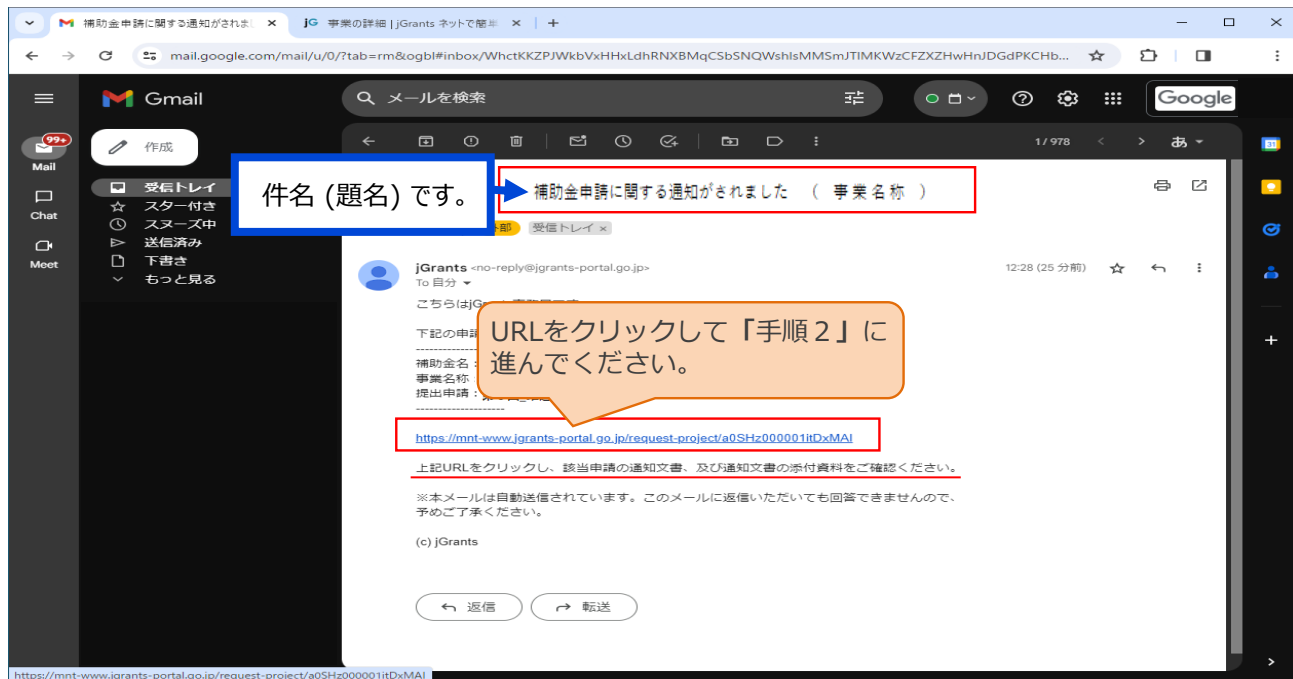 補助金申請に関する通知がされま
jG 事業の詳細 | jGrants ネットで簡単
mail.google.com/mail/u/0/?tab=rm&ogbl#inbox/WhctKKZPJWkbVxHHxLdhRNXBMqCSbSNQWshlsMMSmJTlMKWzCFZXZHwHnJDGdPKCHb...
Gmail
メールを検索
Google
99+
Mail
作成
1/978
あ
31
受信トレイ
スター付き
スヌーズ中
送信済み
下書き
もっと見る
Chat
Meet
件名 (題名) です。
補助金申請に関する通知がされました （ 事業名称 ）
部 受信トレイ ×
jGrants <no-reply@jgrants-portal.go.jp>
12:28 (25 分前)
To 自分
こちらはjG
下記の申請
--------------------
補助金名：
事業名称
提出申請：
--------------------
URLをクリックして「手順２」に
進んでください。
https://mnt-www.jgrants-portal.go.jp/request-project/a0SHz000001itDxMAI
上記URLをクリックし、該当申請の通知文書、及び通知文書の添付資料をご確認ください。
※本メールは自動送信されています。このメールに返信いただいても回答できませんので、
予めご了承ください。
(c) jGrants
返信
転送
https://mnt-www.jgrants-portal.go.jp/request-project/a0SHz000001itDxMAI